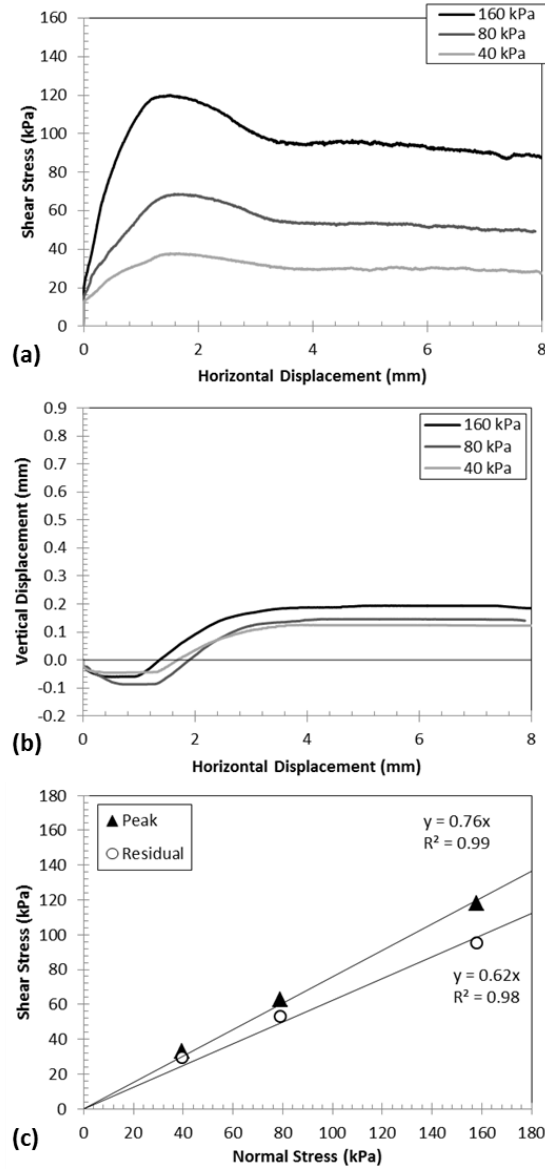 160
140
120
100
80
60
40
20
0
Shear Stress (kPa)
160 kPa
80 kPa
40 kPa
0 2 4 6 8
Horizontal Displacement (mm)
(a)
0.9
0.8
0.7
0.6
0.5
0.4
0.3
0.2
0.1
0.0
-0.1
-0.2
Vertical Displacement (mm)
160 kPa
80 kPa
40 kPa
0 2 4 6 8
Horizontal Displacement (mm)
(b)
180
160
140
120
100
80
60
40
20
0
Shear Stress (kPa)
Peak
Residual
y = 0.76x
R² = 0.99
y = 0.62x
R² = 0.98
0 20 40 60 80 100 120 140 160 180
Normal Stress (kPa)
(c)